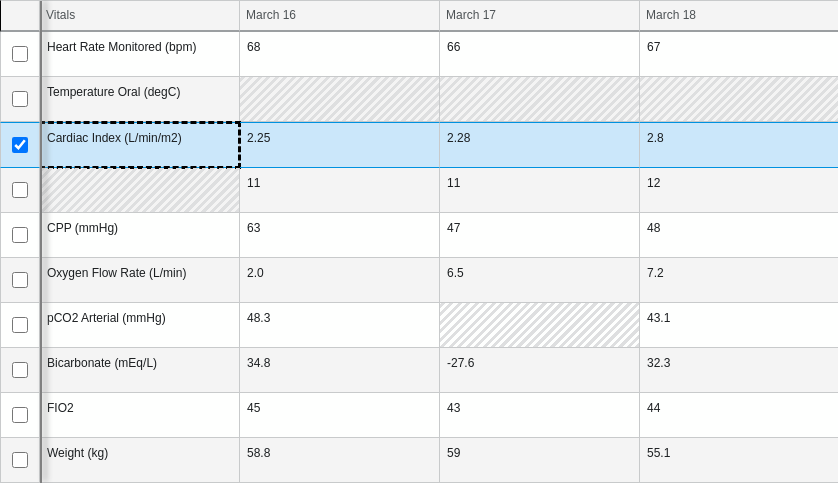 Vitals March 16 March 17 March 18
Heart Rate Monitored (bpm) 68 66 67
Temperature Oral (degC)
Cardiac Index (L/min/m2) 2.25 2.28 2.8
11 11 12
CPP (mmHg) 63 47 48
Oxygen Flow Rate (L/min) 2.0 6.5 7.2
pCO2 Arterial (mmHg) 48.3 43.1
Bicarbonate (mEq/L) 34.8 -27.6 32.3
FIO2 45 43 44
Weight (kg) 58.8 59 55.1